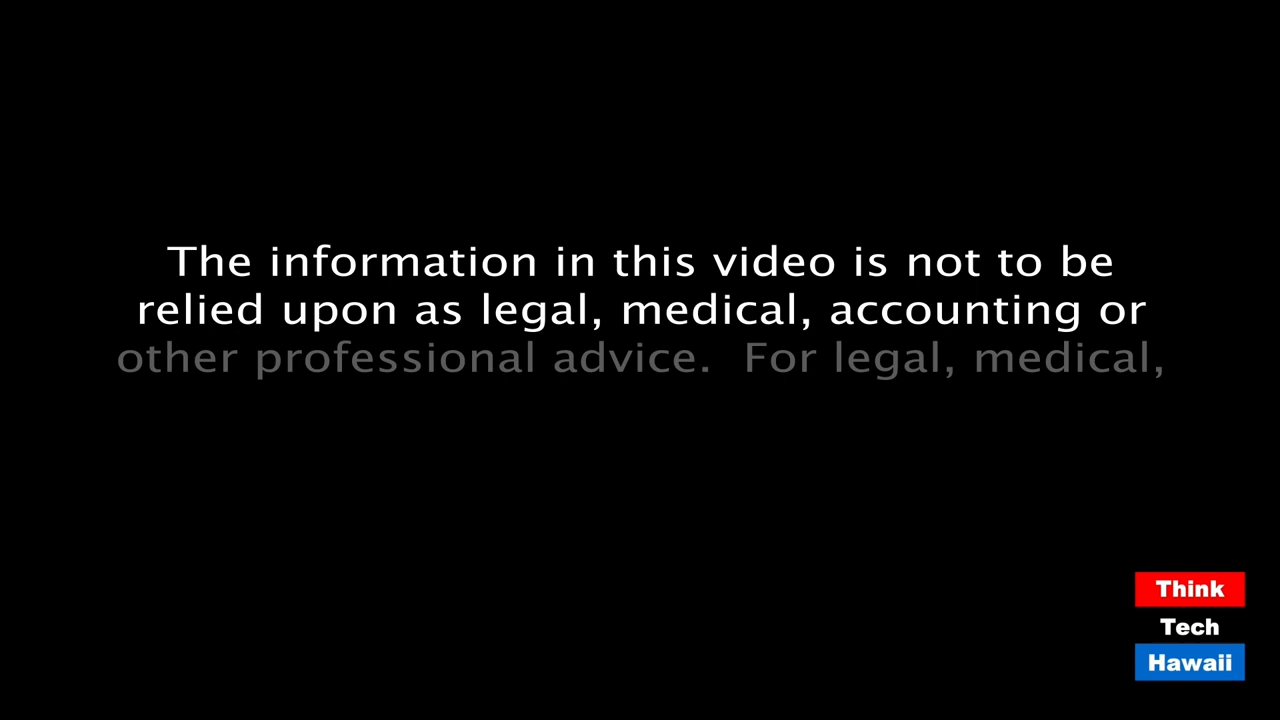 The information in this video is not to be
relied upon as legal, medical, accounting or
other professional advice.  For legal, medical,
Think
Tech
Hawaii